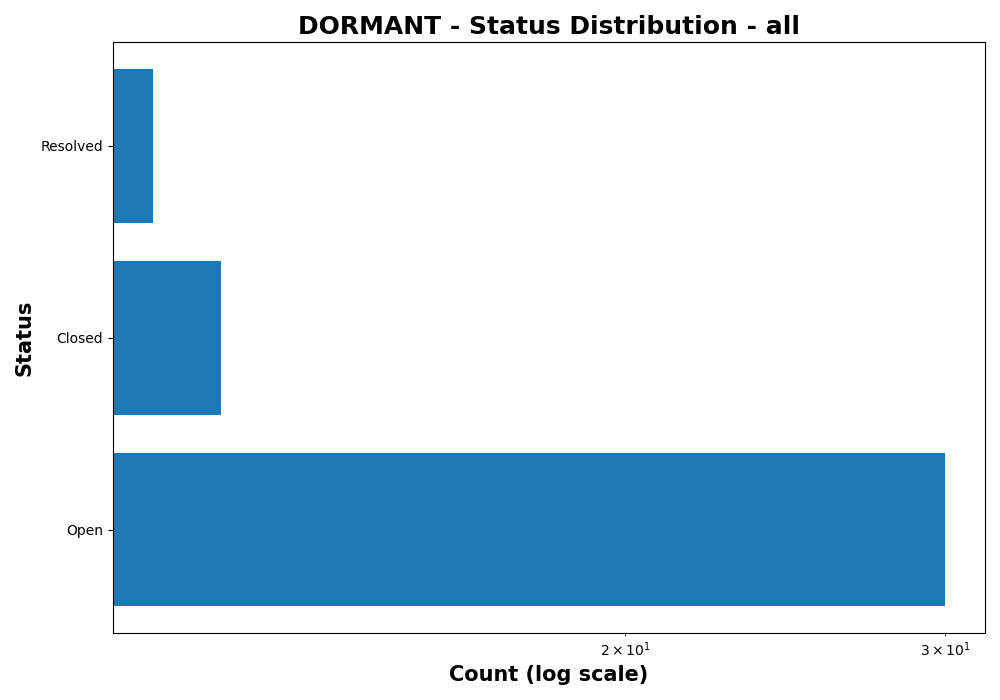 DORMANT - Status Distribution - all
Resolved
Closed
Open
Status
2 × 10¹
3 × 10¹
Count (log scale)